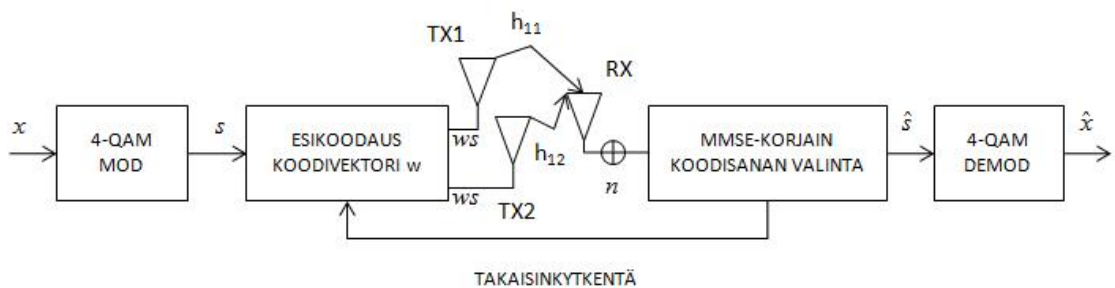 h11
TX1
RX
x
4-QAM
MOD
s
ESIKOODAUS
KOODIVEKTORI w
ws
ws
TX2
h12
n
MMSE-KORJAIN
KOODISANAN VALINTA
ŝ
4-QAM
DEMOD
x̂
TAKAISINKYTKENTÄ